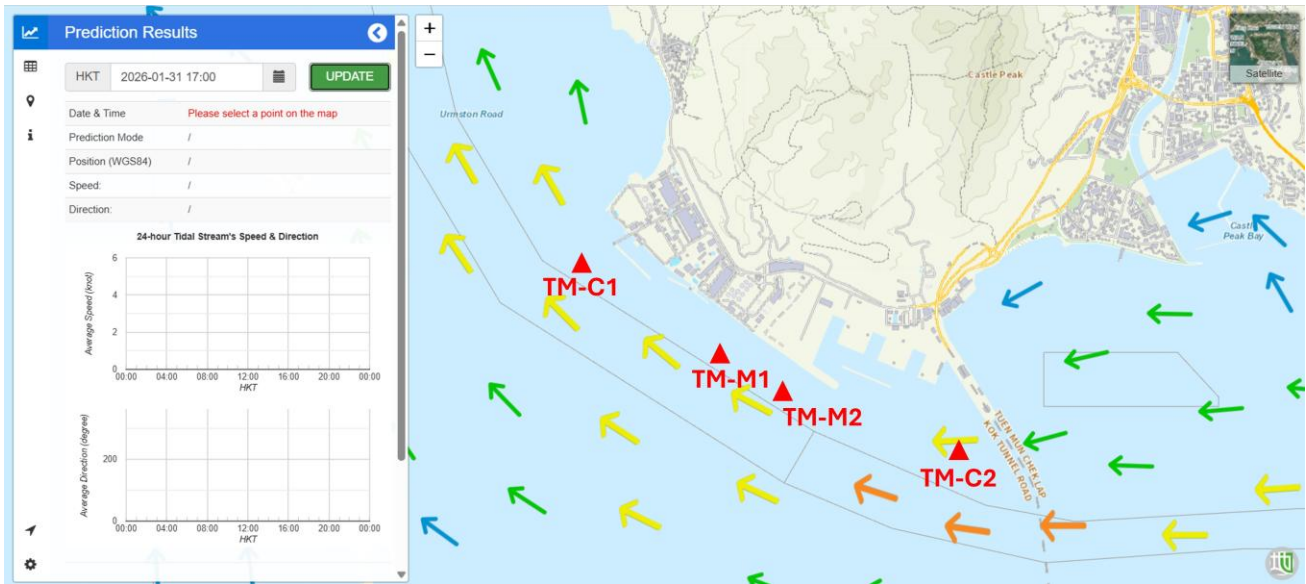 Prediction Results
HKT 2026-01-31 17:00 UPDATE
Date & Time Please select a point on the map
Prediction Mode /
Position (WGS84) /
Speed: /
Direction: /
24-hour Tidal Stream's Speed & Direction
Average Speed (knot)
6
4
2
0
00:00 04:00 08:00 12:00 16:00 20:00 00:00
HKT
Average Direction (degree)
200
0
00:00 04:00 08:00 12:00 16:00 20:00 00:00
HKT
+
−
Urmston Road
Castle Peak
Satellite
Castle
Peak Bay
TM-C1
TM-M1
TM-M2
TM-C2
TUEN MUN CHEK LAP
KOK TUNNEL ROAD